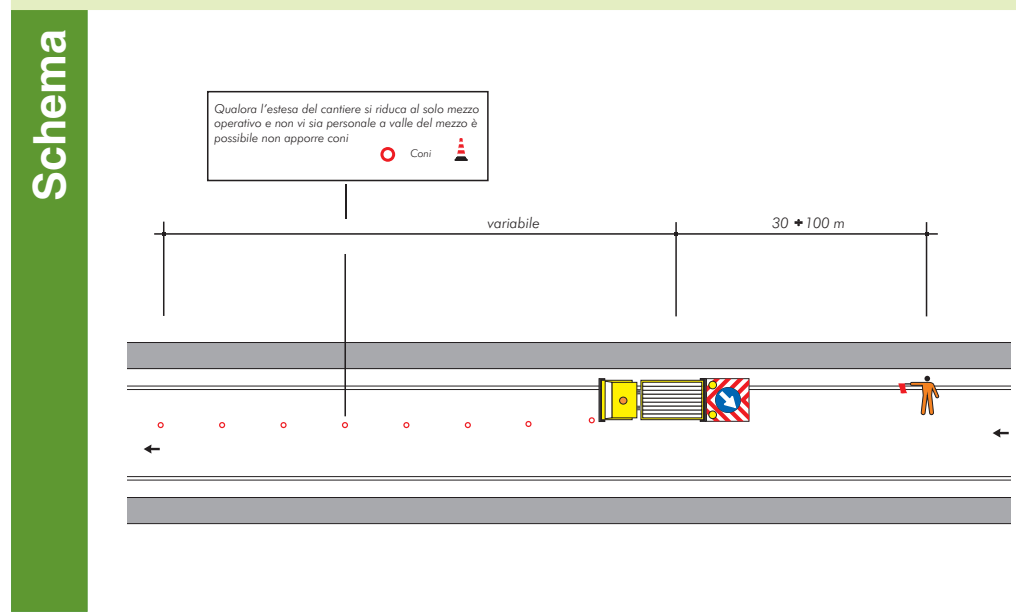 Schema
Qualora l'estesa del cantiere si riduca al solo mezzo
operativo e non vi sia personale a valle del mezzo è
possibile non apporre coni
Coni
variabile
30 ÷ 100 m